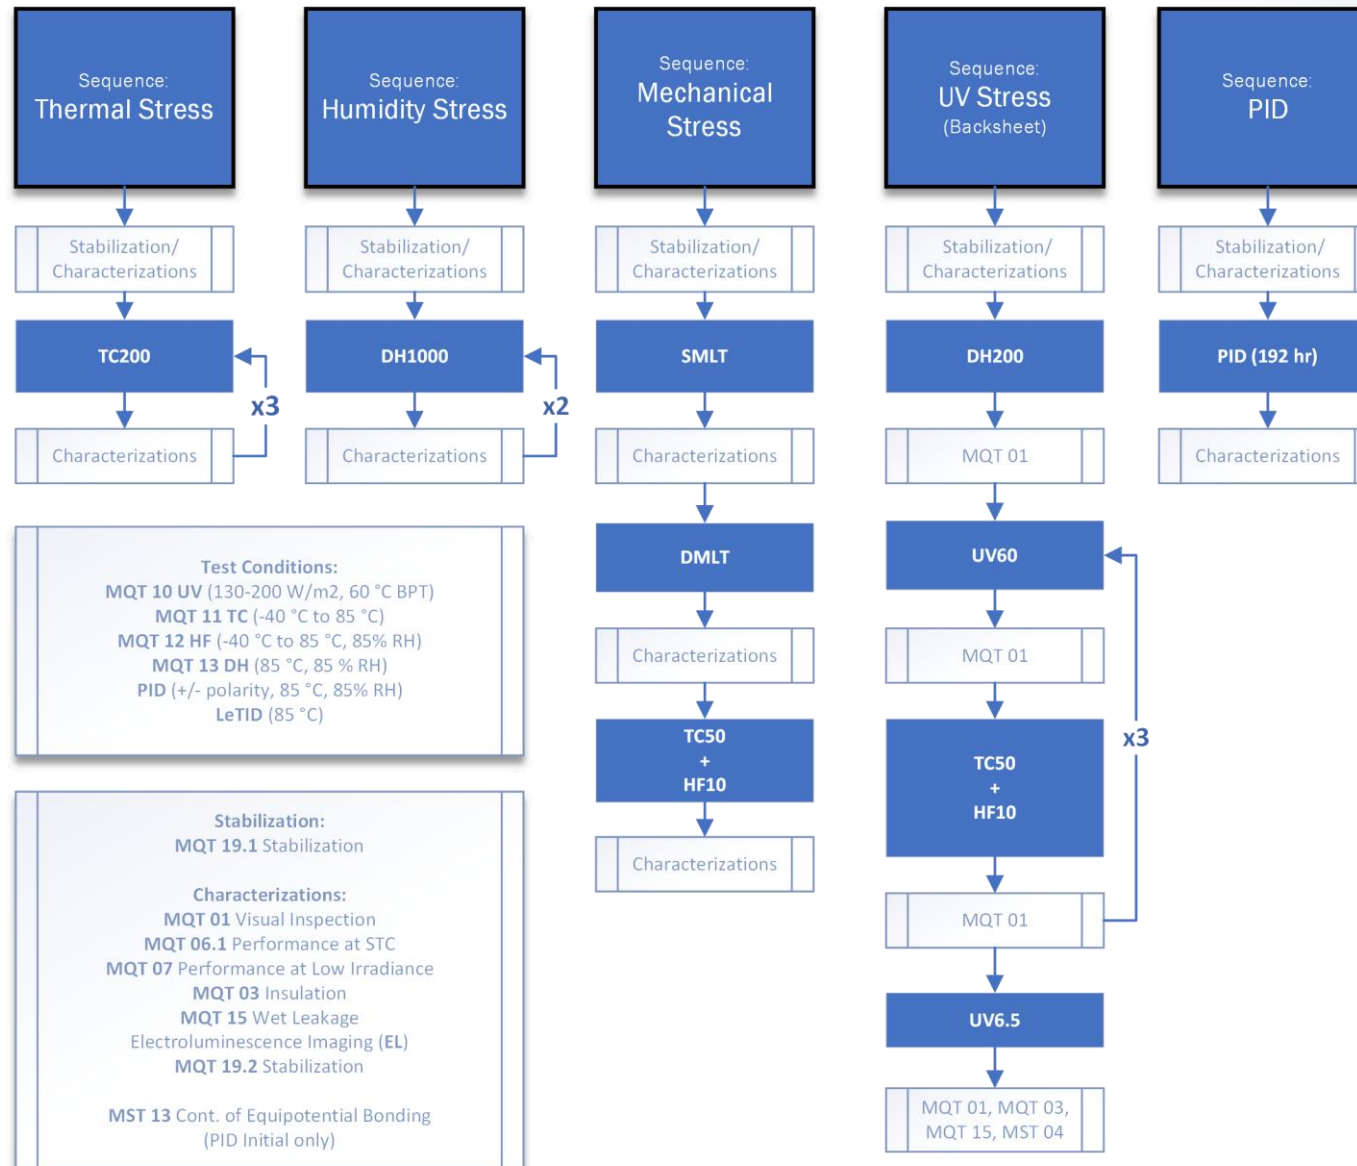 Sequence:
Thermal Stress
Stabilization/
Characterizations
TC200
x3
Characterizations
Sequence:
Humidity Stress
Stabilization/
Characterizations
DH1000
x2
Characterizations
Sequence:
Mechanical
Stress
Stabilization/
Characterizations
SMLT
Characterizations
DMLT
Characterizations
TC50
+
HF10
Characterizations
Sequence:
UV Stress
(Backsheet)
Stabilization/
Characterizations
DH200
MQT 01
UV60
MQT 01
x3
TC50
+
HF10
MQT 01
UV6.5
MQT 01, MQT 03,
MQT 15, MST 04
Sequence:
PID
Stabilization/
Characterizations
PID (192 hr)
Characterizations
Test Conditions:
MQT 10 UV (130-200 W/m2, 60 °C BPT)
MQT 11 TC (-40 °C to 85 °C)
MQT 12 HF (-40 °C to 85 °C, 85% RH)
MQT 13 DH (85 °C, 85 % RH)
PID (+/- polarity, 85 °C, 85% RH)
LeTID (85 °C)
Stabilization:
MQT 19.1 Stabilization
Characterizations:
MQT 01 Visual Inspection
MQT 06.1 Performance at STC
MQT 07 Performance at Low Irradiance
MQT 03 Insulation
MQT 15 Wet Leakage
Electroluminescence Imaging (EL)
MQT 19.2 Stabilization
MST 13 Cont. of Equipotential Bonding
(PID Initial only)